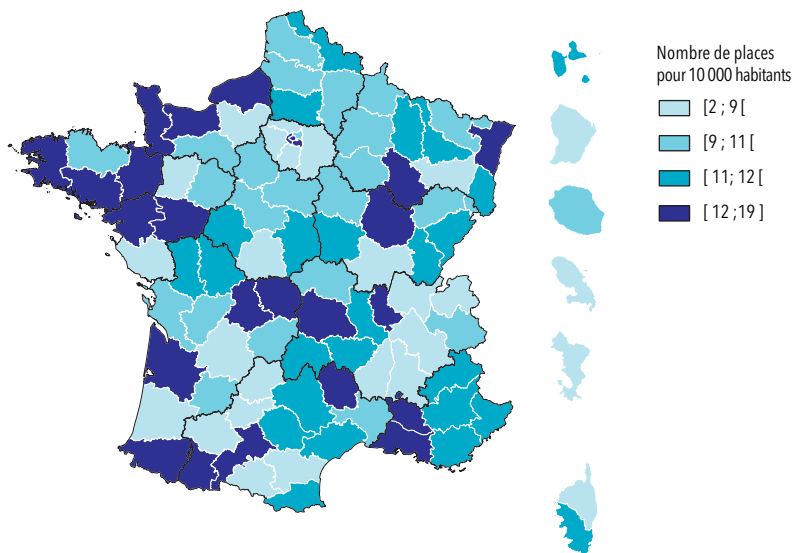 Nombre de places
pour 10 000 habitants
[2 ; 9 [
[9 ; 11 [
[ 11; 12 [
[ 12 ;19 ]